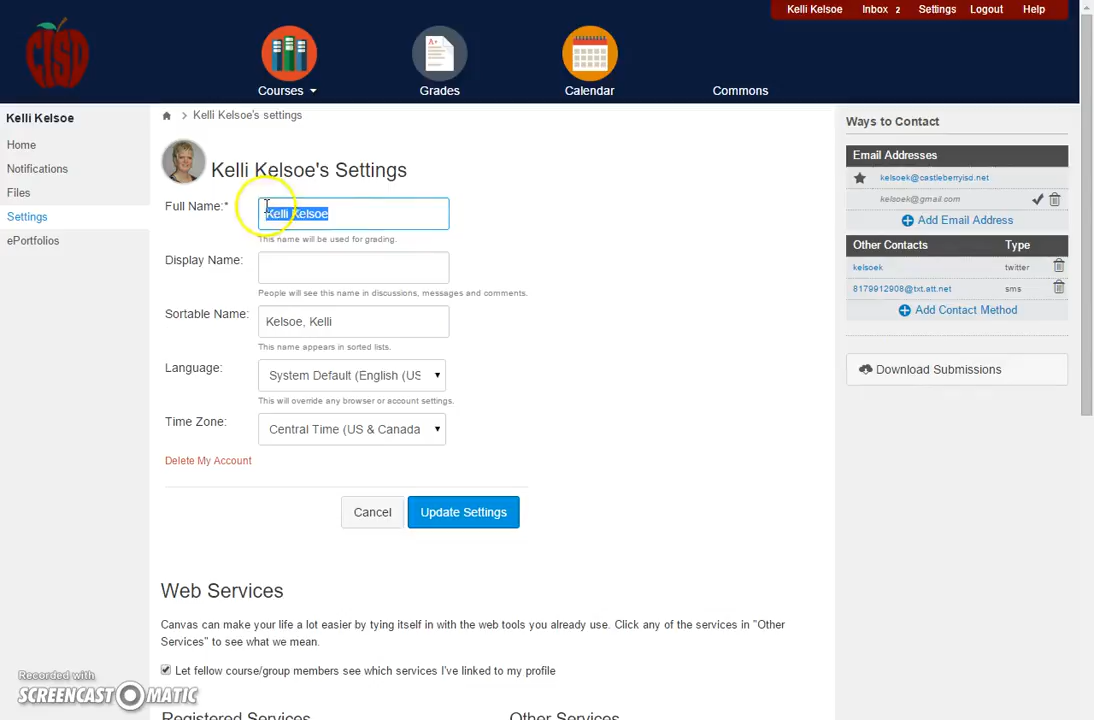 Kelli Kelsoe Inbox 2 Settings Logout Help
CISD
Courses Grades Calendar Commons
Kelli Kelsoe
Home
Notifications
Files
Settings
ePortfolios
Kelli Kelsoe's settings
Kelli Kelsoe's Settings
Full Name:* Kelli Kelsoe
This name will be used for grading.
Display Name:
People will see this name in discussions, messages and comments.
Sortable Name: Kelsoe, Kelli
This name appears in sorted lists.
Language: System Default (English (US
This will override any browser or account settings.
Time Zone: Central Time (US & Canada
Delete My Account
Cancel Update Settings
Web Services
Canvas can make your life a lot easier by tying itself in with the web tools you already use. Click any of the services in "Other
Services" to see what we mean.
Let fellow course/group members see which services I've linked to my profile
Registered Services Other Services
Ways to Contact
Email Addresses
kelsoek@castleberryisd.net
kelsoek@gmail.com
Add Email Address
Other Contacts Type
kelsoek twitter
8179912908@txt.att.net sms
Add Contact Method
Download Submissions
Recorded with
SCREENCAST MATIC